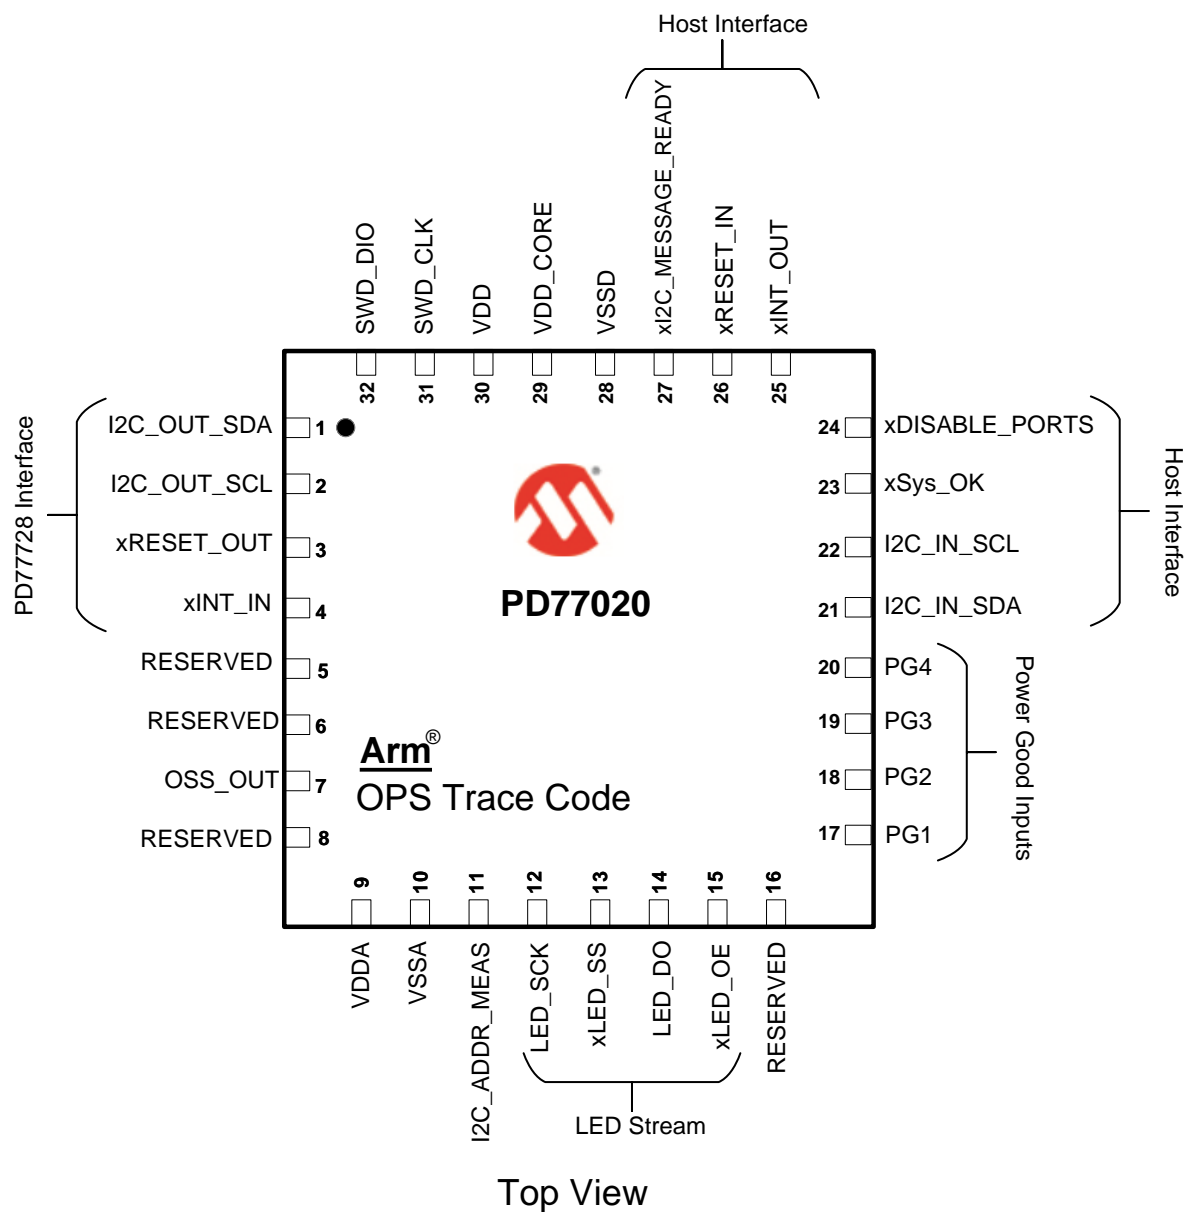 Host Interface
SWD_DIO
SWD_CLK
VDD
VDD_CORE
VSSD
xI2C_MESSAGE_READY
xRESET_IN
xINT_OUT
32
31
30
29
28
27
26
25
PD77728 Interface
I2C_OUT_SDA
1
I2C_OUT_SCL
2
xRESET_OUT
3
xINT_IN
4
RESERVED
5
RESERVED
6
OSS_OUT
7
RESERVED
8
®
PD77020
Arm®
OPS Trace Code
24
xDISABLE_PORTS
23
xSys_OK
22
I2C_IN_SCL
21
I2C_IN_SDA
Host Interface
20
PG4
19
PG3
18
PG2
17
PG1
Power Good Inputs
9
10
11
12
13
14
15
16
VDDA
VSSA
I2C_ADDR_MEAS
LED_SCK
xLED_SS
LED_DO
xLED_OE
RESERVED
LED Stream
Top View